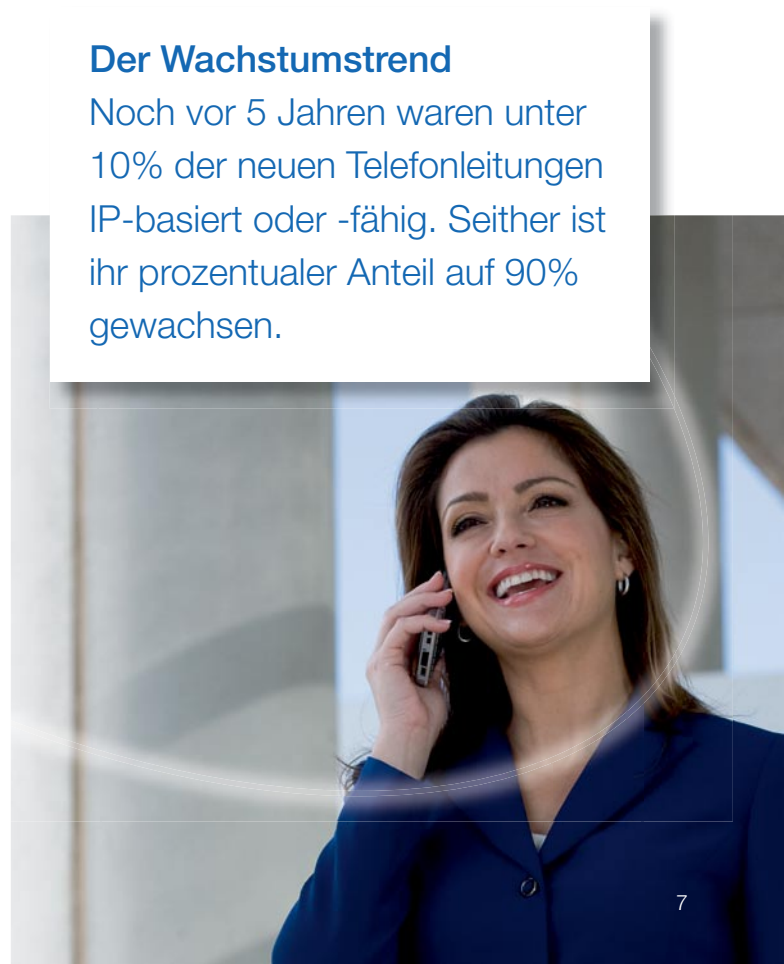 Der Wachstumstrend
Noch vor 5 Jahren waren unter
10% der neuen Telefonleitungen
IP-basiert oder -fähig. Seither ist
ihr prozentualer Anteil auf 90%
gewachsen.
7